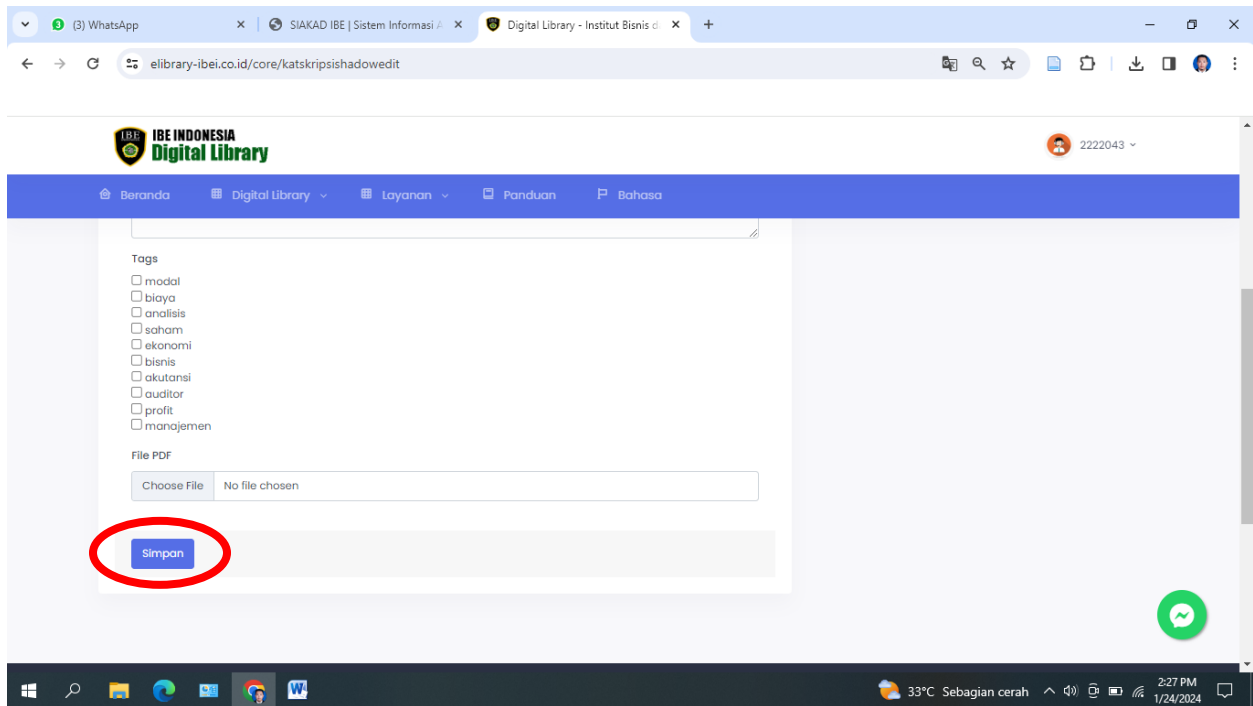 (3) WhatsApp
SIAKAD IBE | Sistem Informasi A
Digital Library - Institut Bisnis d
elibrary-ibei.co.id/core/katskripsishadowedit
IBE
IBE INDONESIA
Digital Library
2222043
Beranda
Digital Library
Layanan
Panduan
Bahasa
Tags
modal
biaya
analisis
saham
ekonomi
bisnis
akutansi
auditor
profit
manajemen
File PDF
Choose File No file chosen
Simpan
33°C Sebagian cerah
2:27 PM
1/24/2024